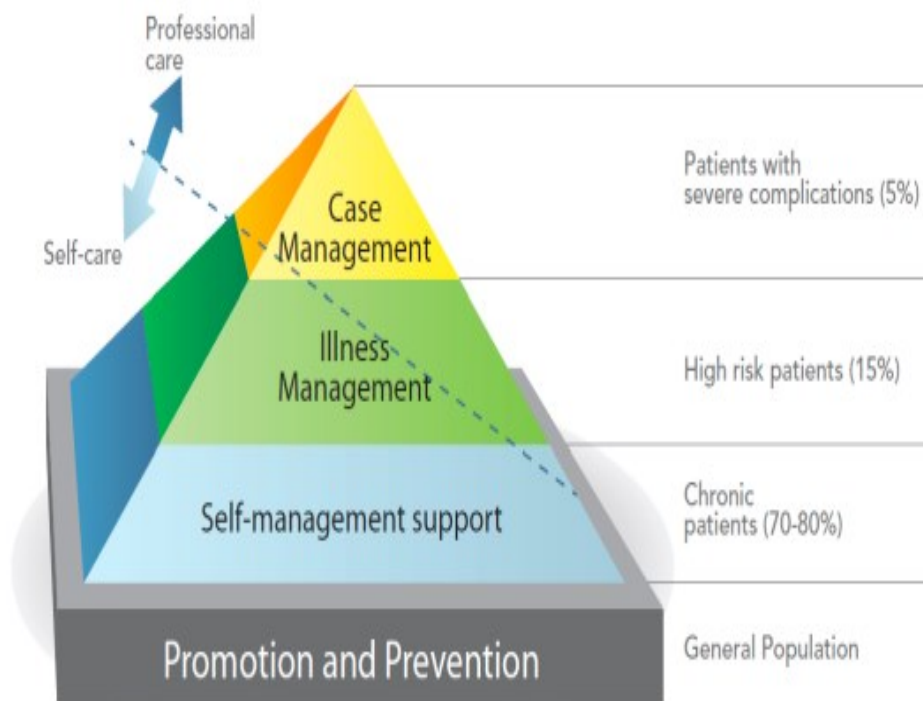 Professional
care
Self-care
Case
Management
Patients with
severe complications (5%)
Illness
Management
High risk patients (15%)
Self-management support
Chronic
patients (70-80%)
Promotion and Prevention
General Population